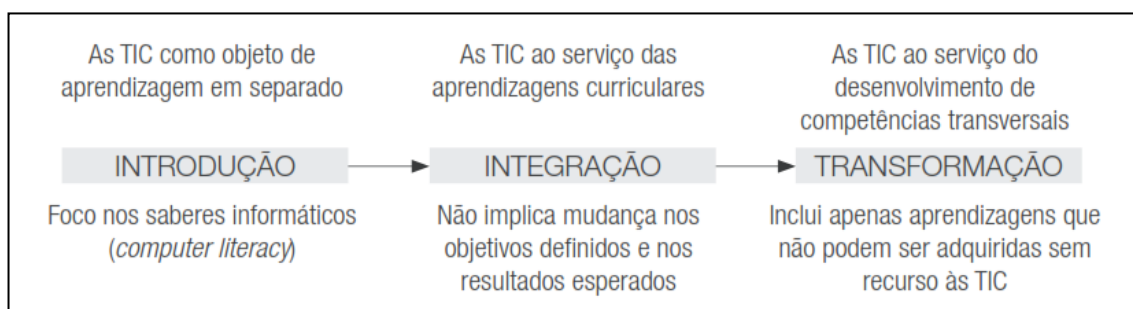 As TIC como objeto de
aprendizagem em separado
INTRODUÇÃO
Foco nos saberes informáticos
(computer literacy)
As TIC ao serviço das
aprendizagens curriculares
INTEGRAÇÃO
Não implica mudança nos
objetivos definidos e nos
resultados esperados
As TIC ao serviço do
desenvolvimento de
competências transversais
TRANSFORMAÇÃO
Inclui apenas aprendizagens que
não podem ser adquiridas sem
recurso às TIC